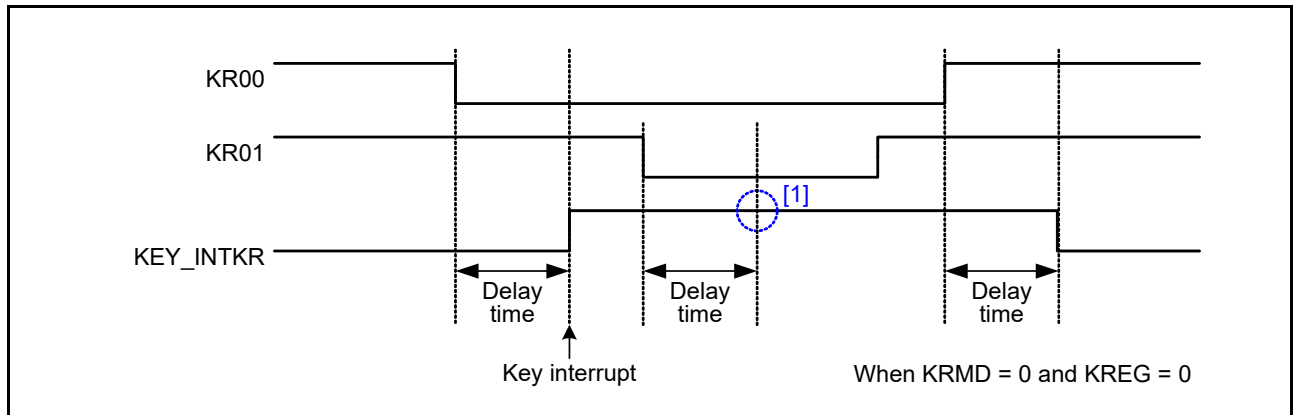 KR00
KR01
[1]
KEY_INTKR
Delay
time
Delay
time
Delay
time
Key interrupt
When KRMD = 0 and KREG = 0